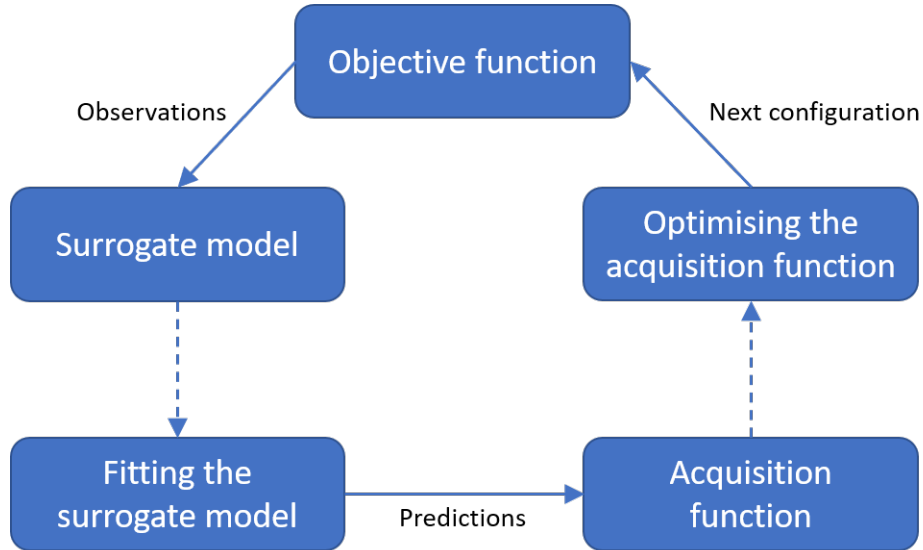 Objective function
Observations
Next configuration
Surrogate model
Optimising the
acquisition function
Fitting the
surrogate model
Predictions
Acquisition
function